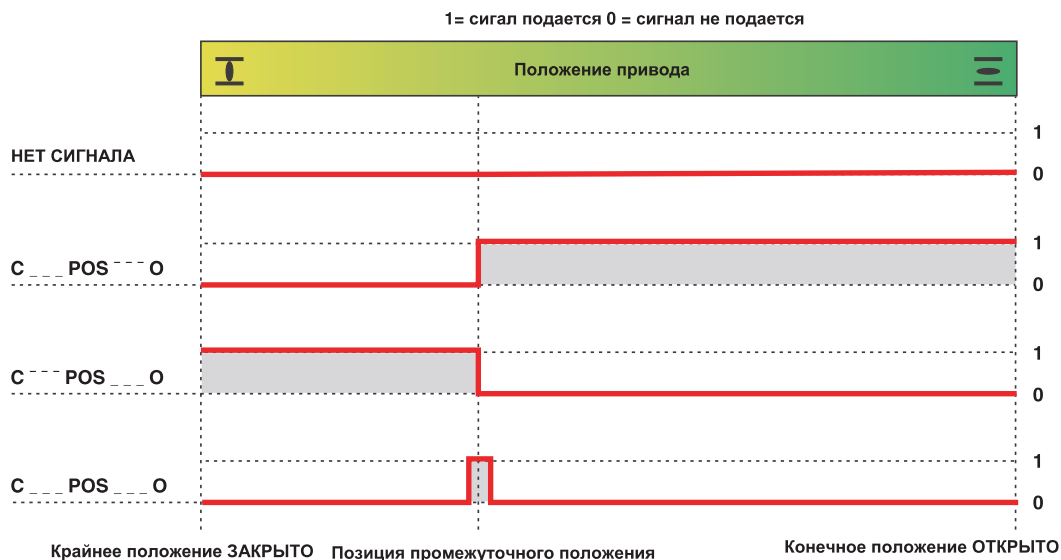 1= сигал подается 0 = сигнал не подается
Положение привода
1
НЕТ СИГНАЛА
0
1
C _ _ _ POS ¯ ¯ ¯ O
0
1
C ¯ ¯ ¯ POS _ _ _ O
0
1
C _ _ _ POS _ _ _ O
0
Крайнее положение ЗАКРЫТО Позиция промежуточного положения Конечное положение ОТКРЫТО